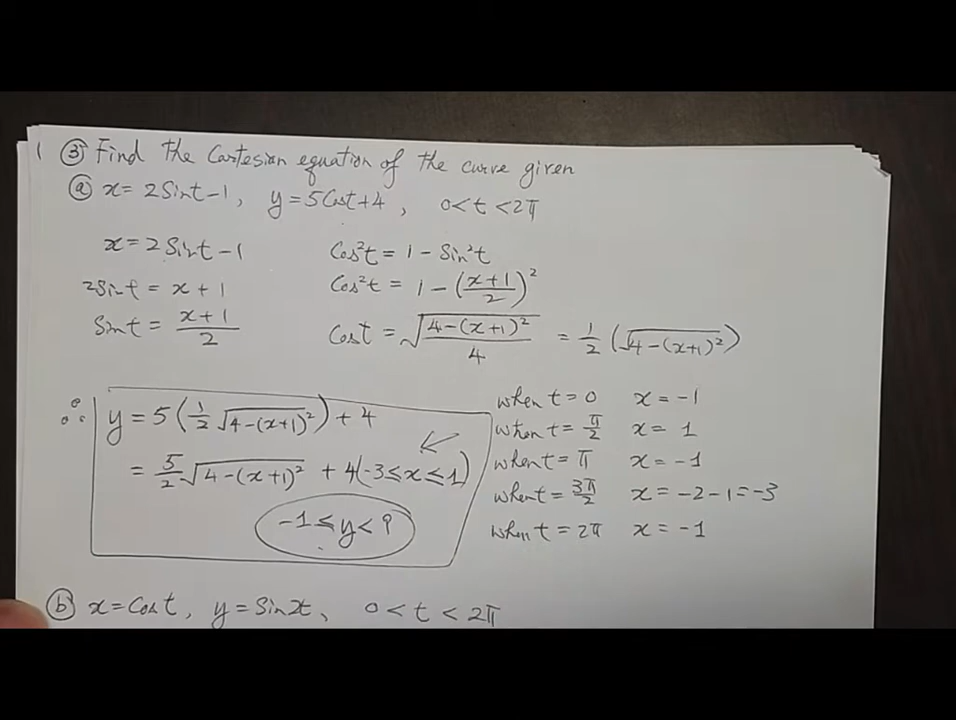 1 ③ Find the Cartesian equation of the curve given
ⓐ x = 2Sint-1, y = 5Cost+4, 0<t<2π
x = 2Sint-1
2Sint = x+1
Sint = (x+1)/2
Cos²t = 1 - Sin²t
Cos²t = 1 - ((x+1)/2)²
Cost = √((4-(x+1)²)/4) = 1/2 (√(4-(x+1)²))
∴ y = 5(1/2 √(4-(x+1)²)) + 4
= 5/2 √(4-(x+1)²) + 4 (-3≤x≤1)
-1≤y<9
when t = 0 x = -1
when t = π/2 x = 1
when t = π x = -1
when t = 3π/2 x = -2-1 = -3
when t = 2π x = -1
ⓑ x = Cost, y = Sin2t, 0<t<2π